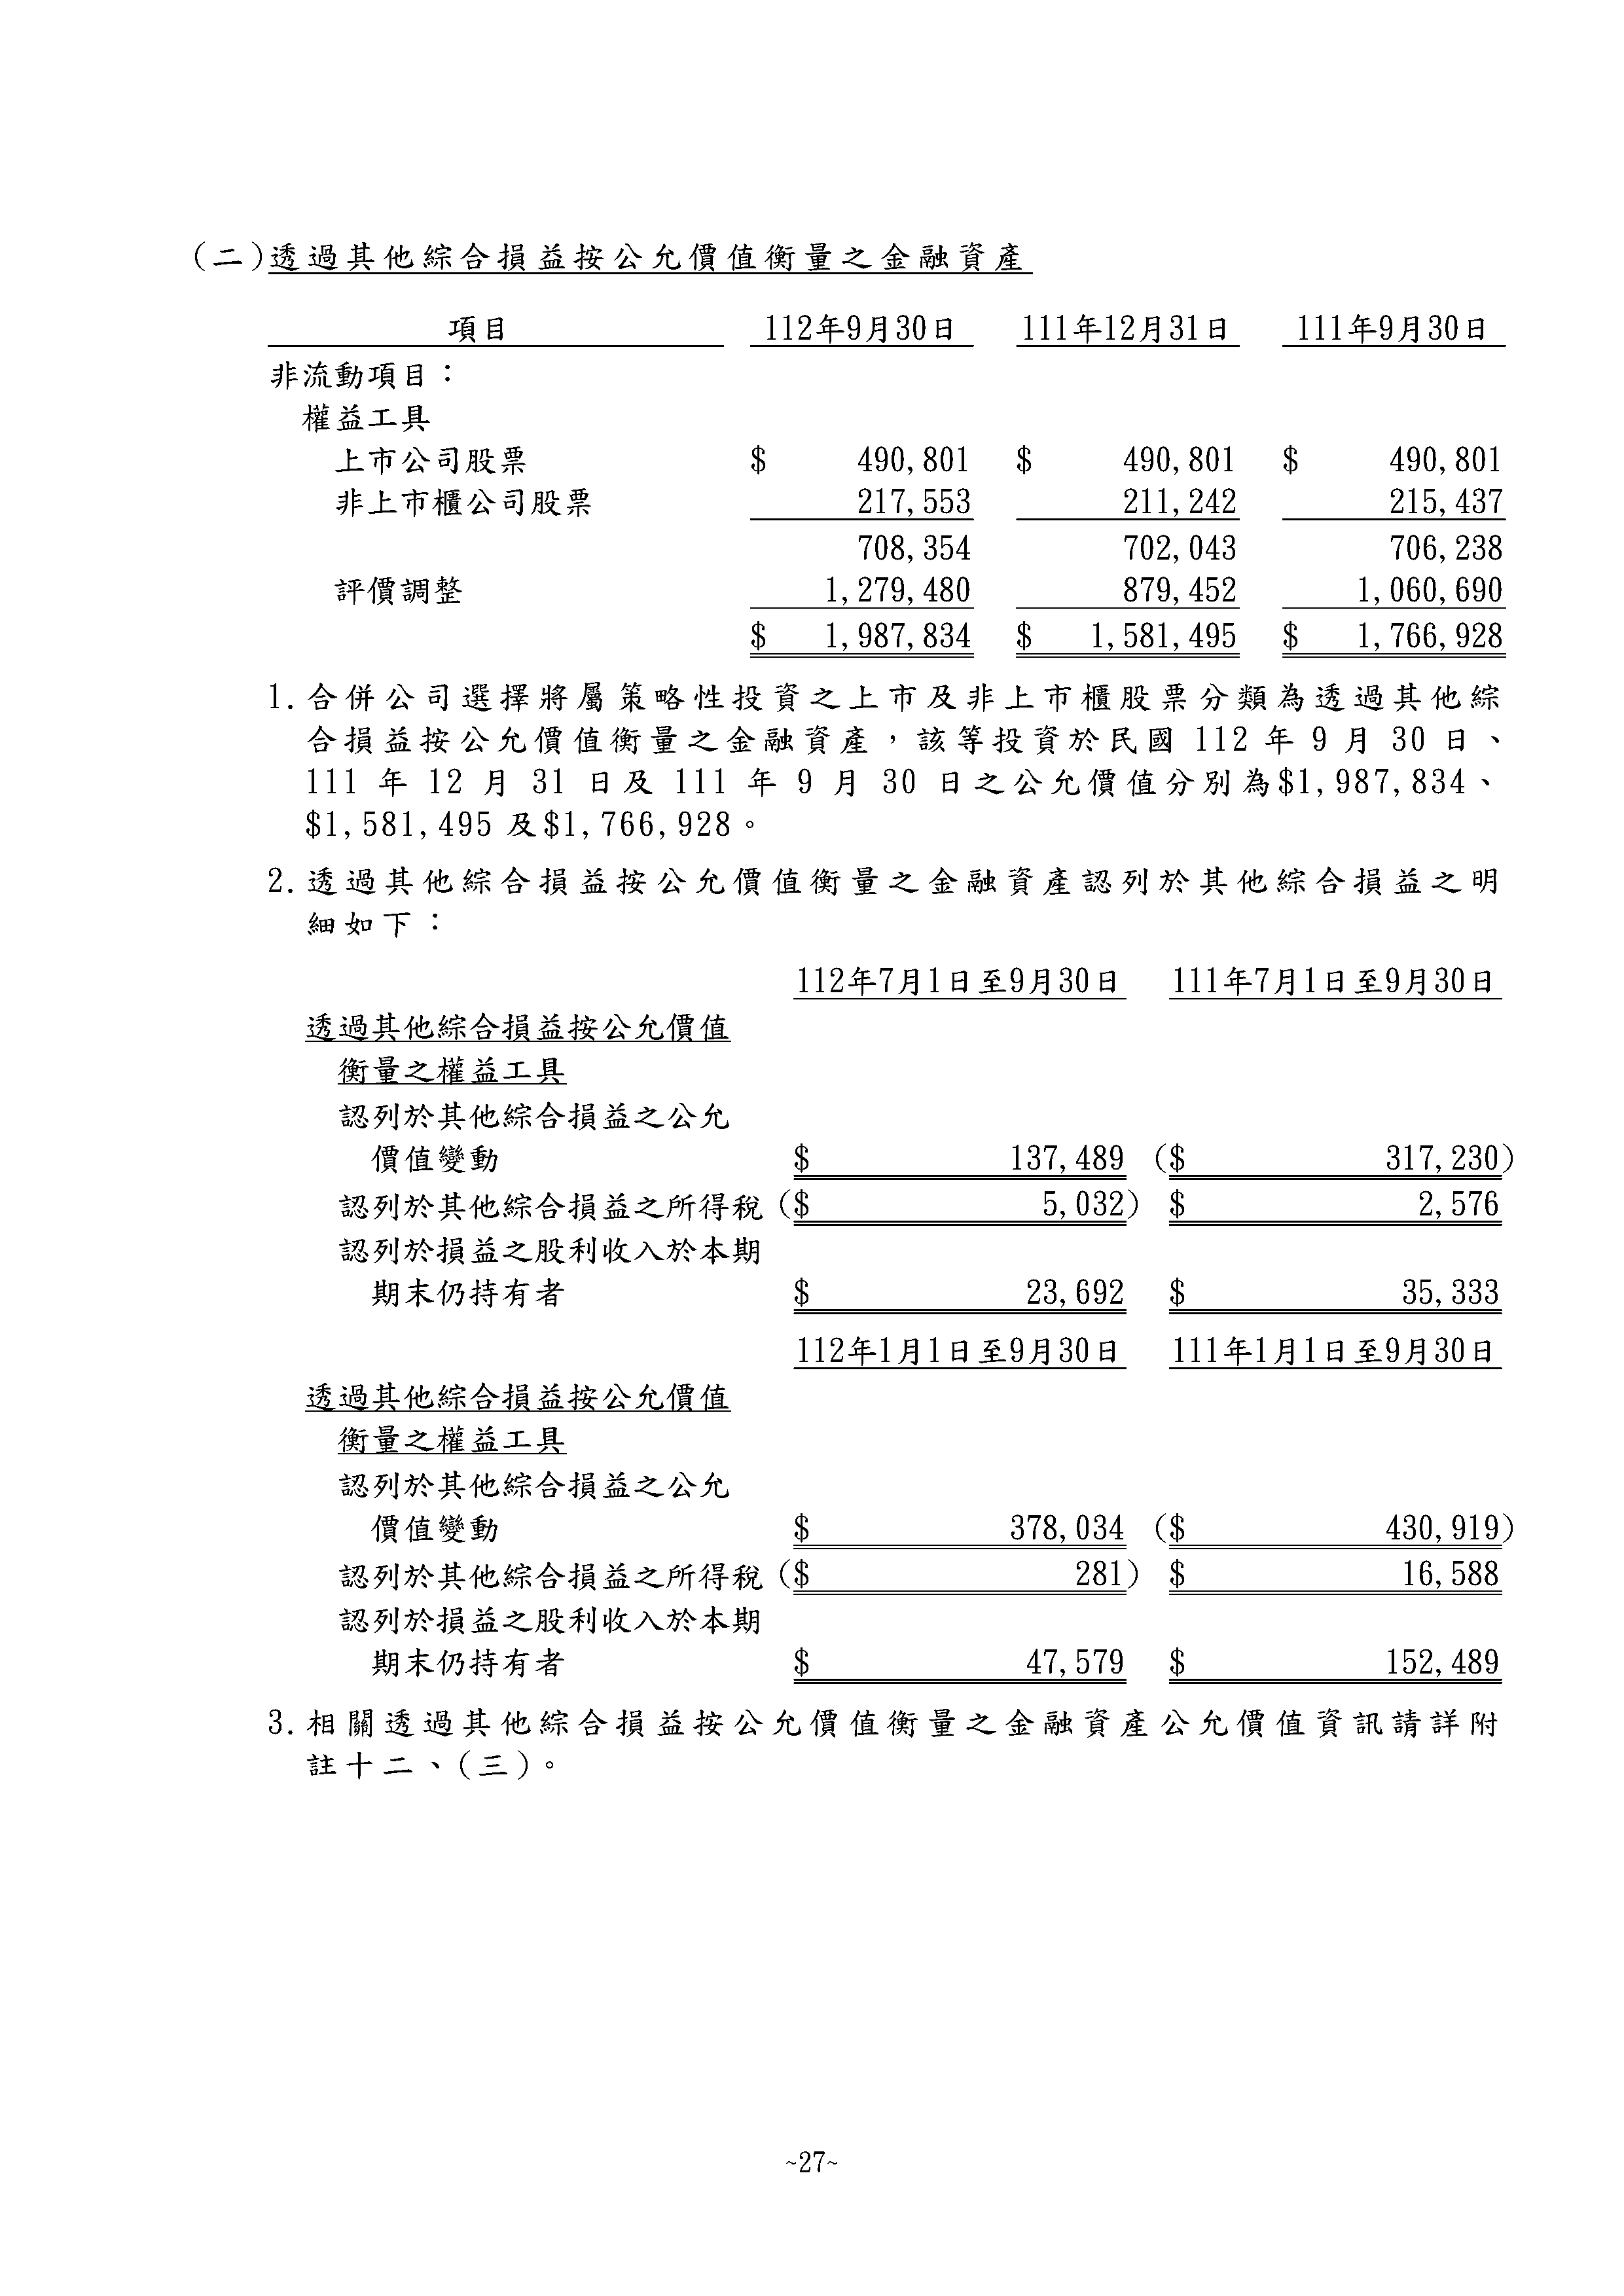 (二)透過其他綜合損益按公允價值衡量之金融資產
項目 112年9月30日 111年12月31日 111年9月30日
非流動項目：
權益工具
上市公司股票 $ 490,801 $ 490,801 $ 490,801
非上市櫃公司股票 217,553 211,242 215,437
708,354 702,043 706,238
評價調整 1,279,480 879,452 1,060,690
$ 1,987,834 $ 1,581,495 $ 1,766,928
1.合併公司選擇將屬策略性投資之上市及非上市櫃股票分類為透過其他綜
合損益按公允價值衡量之金融資產，該等投資於民國 112 年 9 月 30 日、
111 年 12 月 31 日及 111 年 9 月 30 日之公允價值分別為$1,987,834、
$1,581,495 及$1,766,928。
2.透過其他綜合損益按公允價值衡量之金融資產認列於其他綜合損益之明
細如下：
112年7月1日至9月30日 111年7月1日至9月30日
透過其他綜合損益按公允價值
衡量之權益工具
認列於其他綜合損益之公允
價值變動 $ 137,489 ($ 317,230)
認列於其他綜合損益之所得稅 ($ 5,032) $ 2,576
認列於損益之股利收入於本期
期末仍持有者 $ 23,692 $ 35,333
112年1月1日至9月30日 111年1月1日至9月30日
透過其他綜合損益按公允價值
衡量之權益工具
認列於其他綜合損益之公允
價值變動 $ 378,034 ($ 430,919)
認列於其他綜合損益之所得稅 ($ 281) $ 16,588
認列於損益之股利收入於本期
期末仍持有者 $ 47,579 $ 152,489
3.相關透過其他綜合損益按公允價值衡量之金融資產公允價值資訊請詳附
註十二、(三)。
~27~